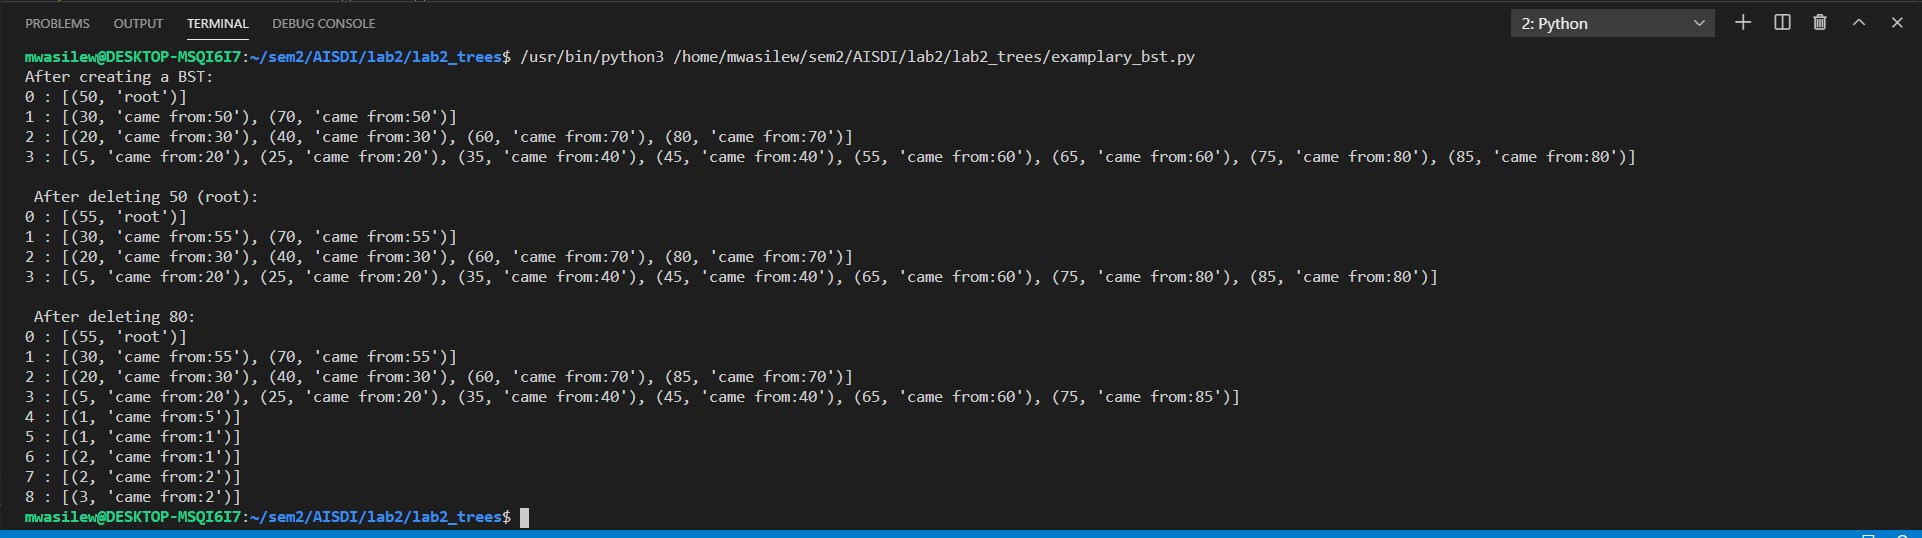 PROBLEMS OUTPUT TERMINAL DEBUG CONSOLE 2: Python
mwasilew@DESKTOP-MSQI6I7:~/sem2/AISDI/lab2/lab2_trees$ /usr/bin/python3 /home/mwasilew/sem2/AISDI/lab2/lab2_trees/examplary_bst.py
After creating a BST:
0 : [(50, 'root')]
1 : [(30, 'came from:50'), (70, 'came from:50')]
2 : [(20, 'came from:30'), (40, 'came from:30'), (60, 'came from:70'), (80, 'came from:70')]
3 : [(5, 'came from:20'), (25, 'came from:20'), (35, 'came from:40'), (45, 'came from:40'), (55, 'came from:60'), (65, 'came from:60'), (75, 'came from:80'), (85, 'came from:80')]
After deleting 50 (root):
0 : [(55, 'root')]
1 : [(30, 'came from:55'), (70, 'came from:55')]
2 : [(20, 'came from:30'), (40, 'came from:30'), (60, 'came from:70'), (80, 'came from:70')]
3 : [(5, 'came from:20'), (25, 'came from:20'), (35, 'came from:40'), (45, 'came from:40'), (65, 'came from:60'), (75, 'came from:80'), (85, 'came from:80')]
After deleting 80:
0 : [(55, 'root')]
1 : [(30, 'came from:55'), (70, 'came from:55')]
2 : [(20, 'came from:30'), (40, 'came from:30'), (60, 'came from:70'), (85, 'came from:70')]
3 : [(5, 'came from:20'), (25, 'came from:20'), (35, 'came from:40'), (45, 'came from:40'), (65, 'came from:60'), (75, 'came from:85')]
4 : [(1, 'came from:5')]
5 : [(1, 'came from:1')]
6 : [(2, 'came from:1')]
7 : [(2, 'came from:2')]
8 : [(3, 'came from:2')]
mwasilew@DESKTOP-MSQI6I7:~/sem2/AISDI/lab2/lab2_trees$